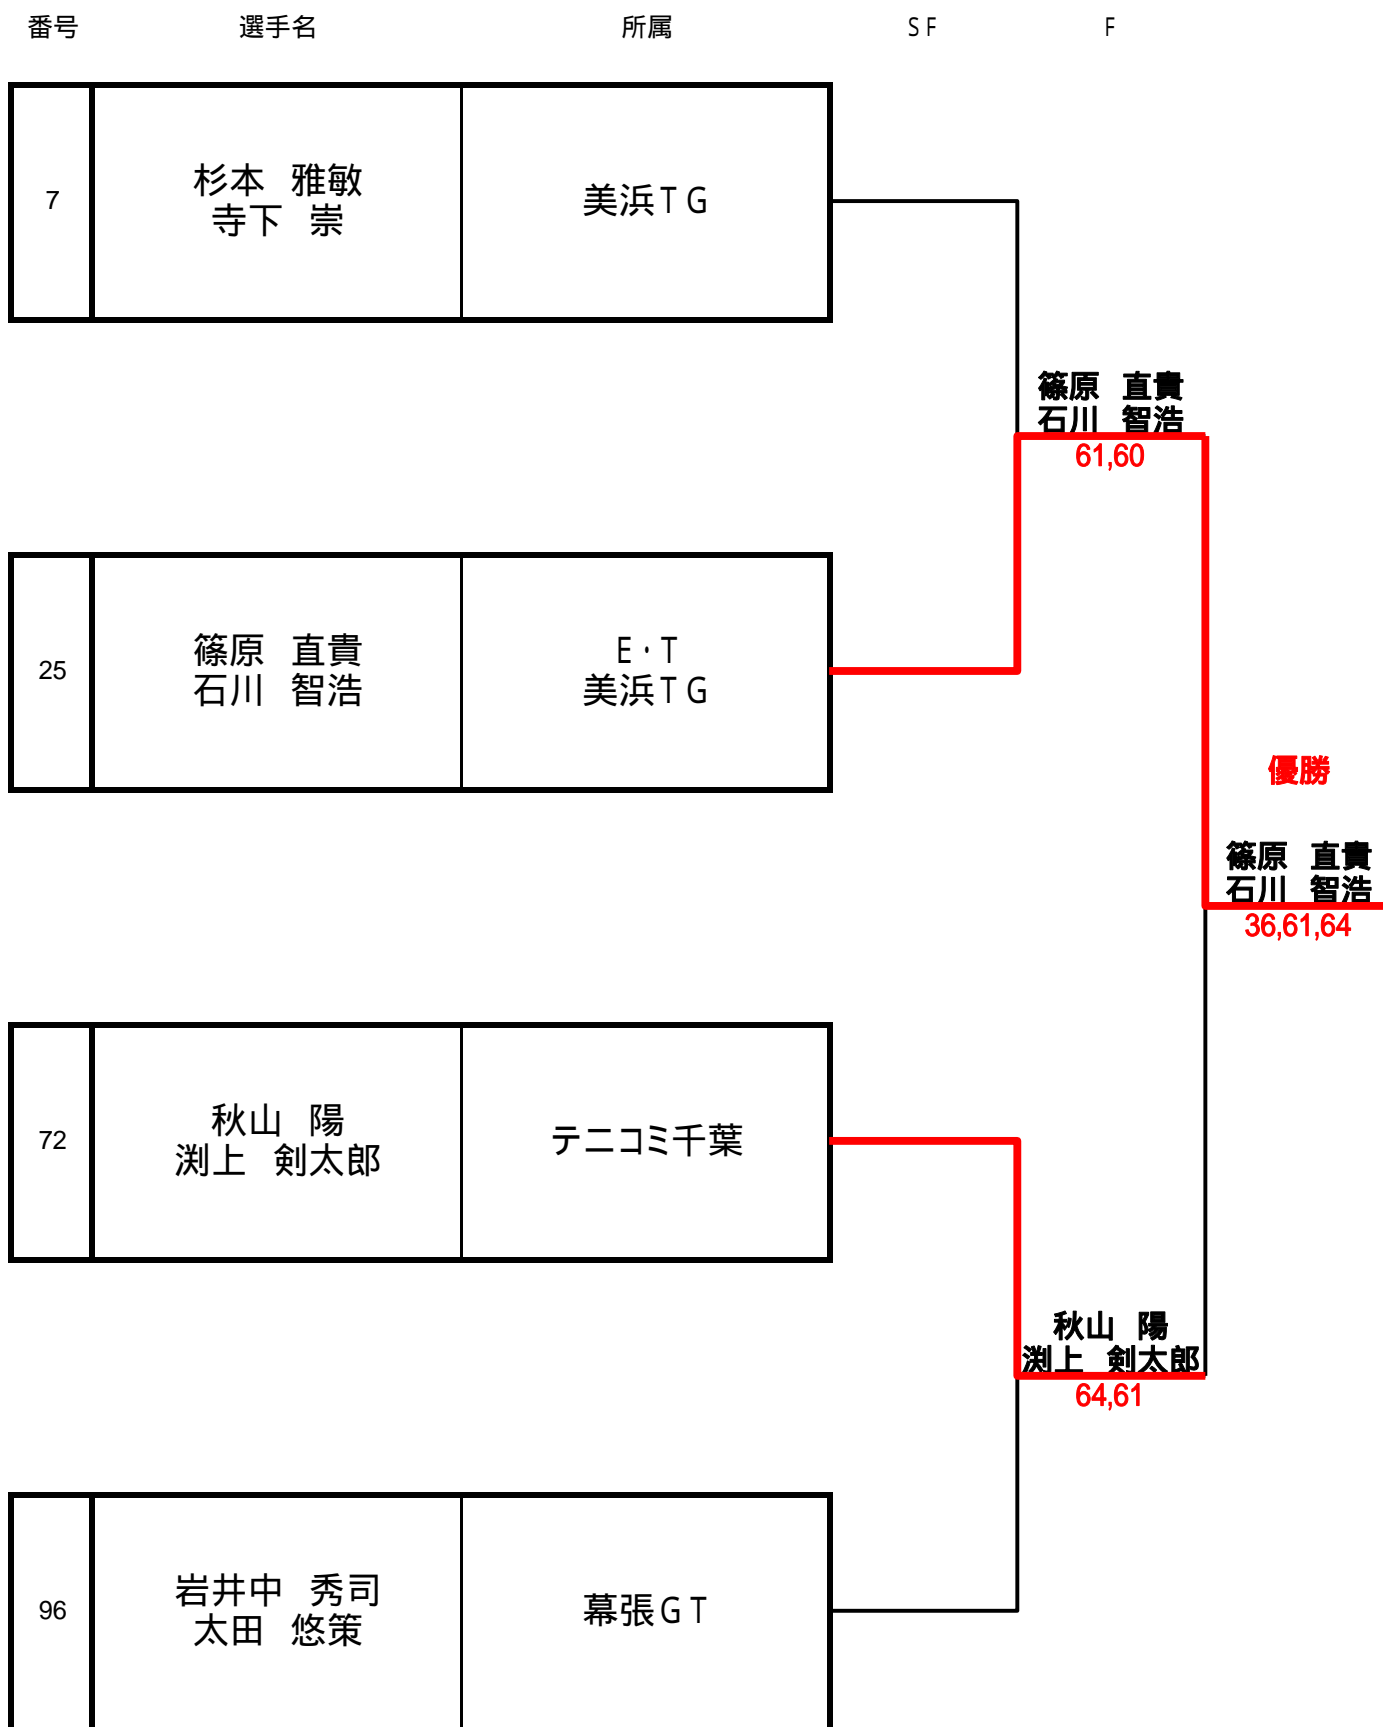 番号 選手名 所属 ＳＦ Ｆ
7
杉本　雅敏
寺下　崇
美浜ＴＧ
篠原　直貴
石川　智浩
61,60
25
篠原　直貴
石川　智浩
Ｅ・Ｔ
美浜ＴＧ
優勝
篠原　直貴
石川　智浩
36,61,64
72
秋山　陽
渕上　剣太郎
テニコミ千葉
秋山　陽
渕上　剣太郎
64,61
96
岩井中　秀司
太田　悠策
幕張ＧＴ